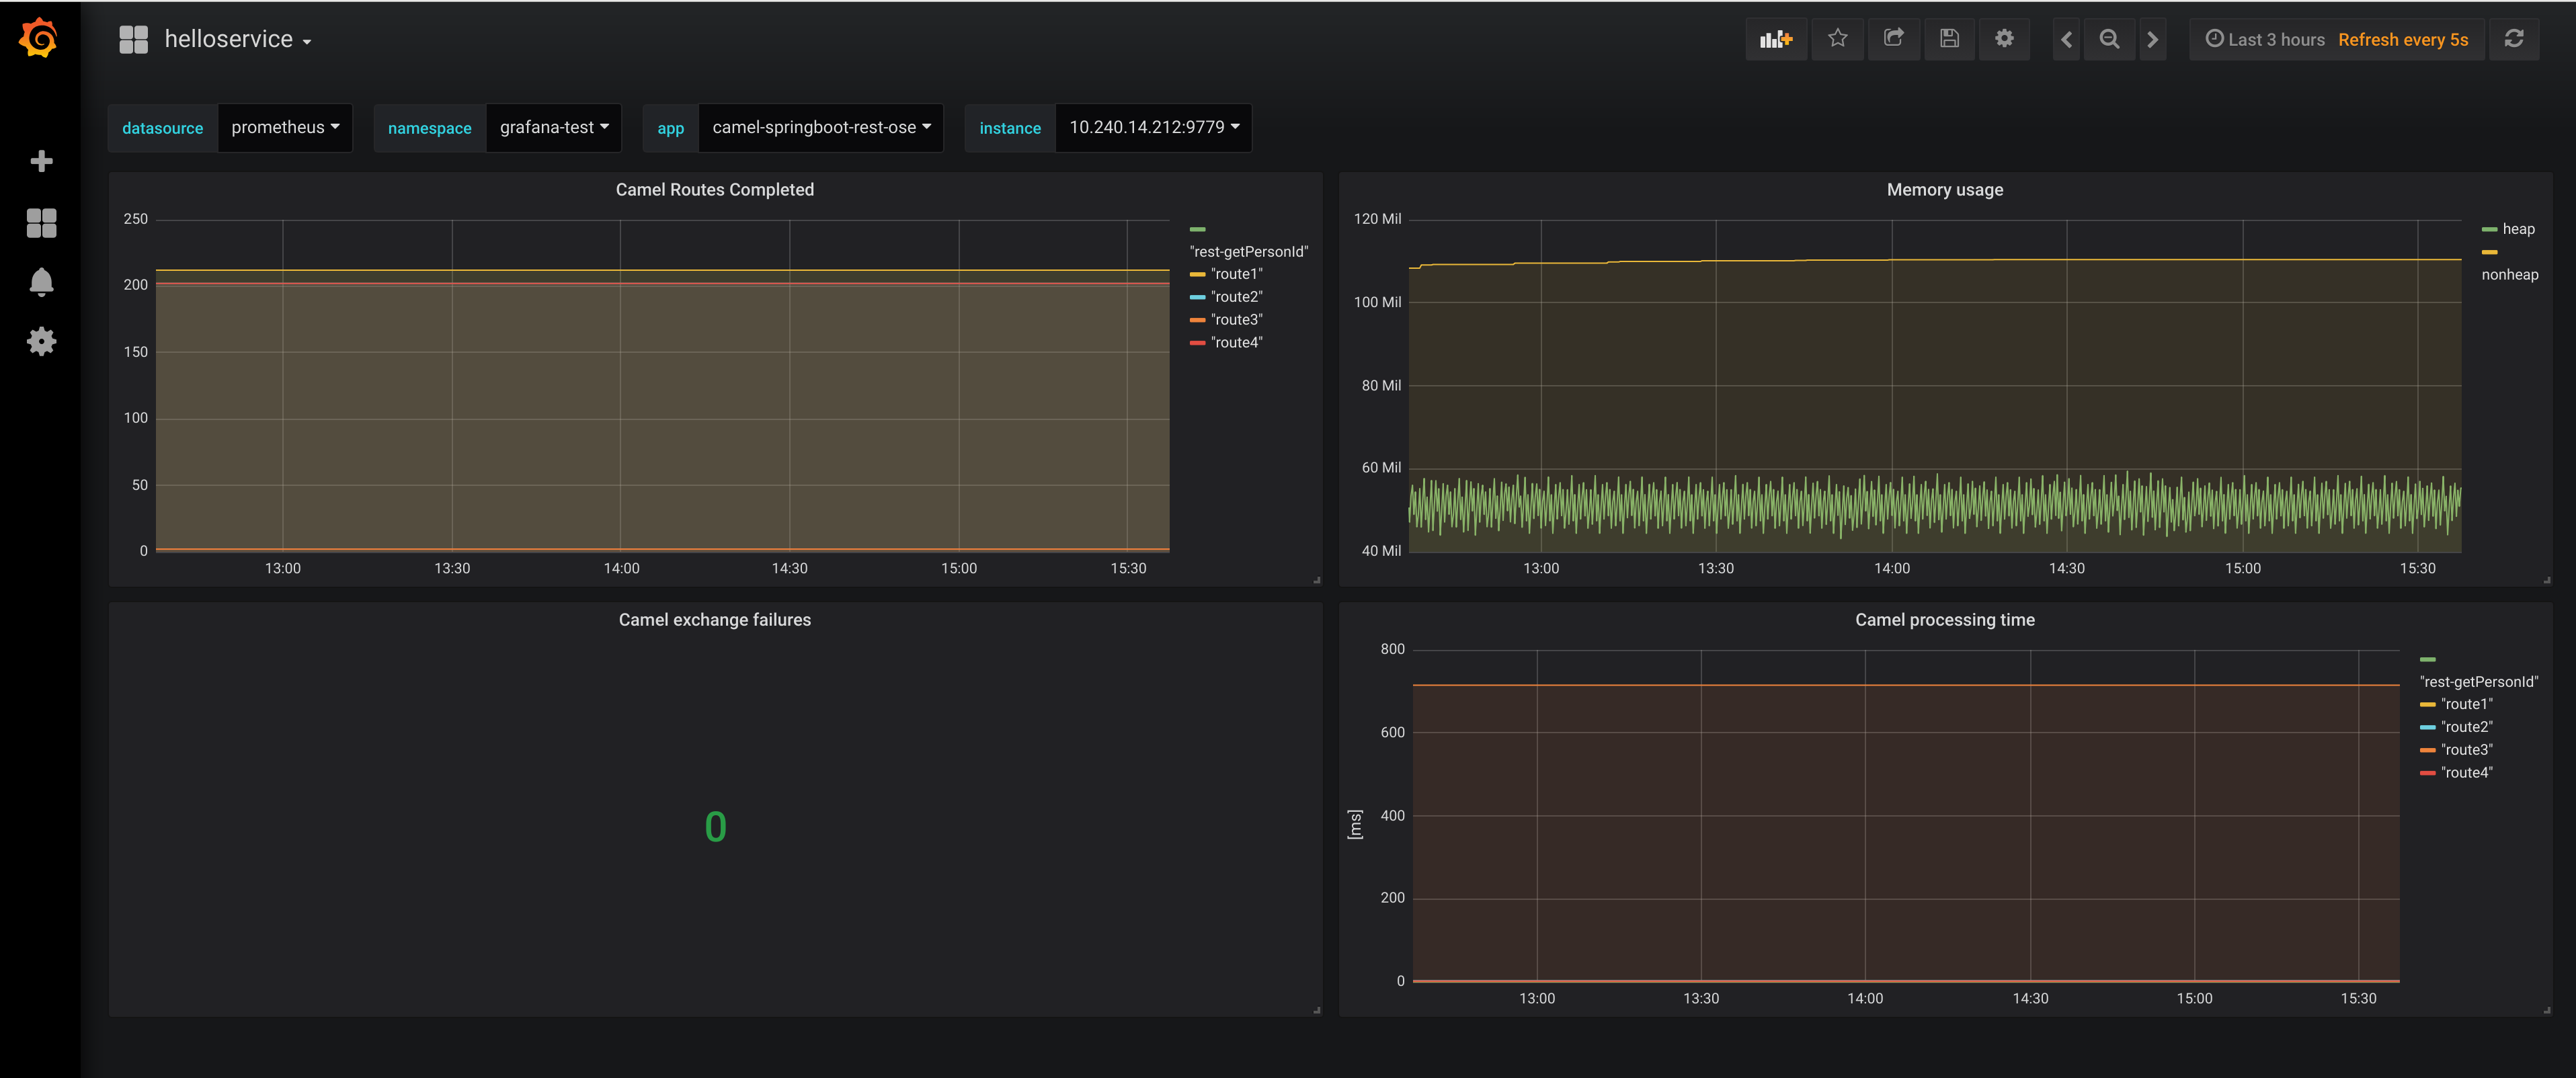 helloservice
Last 3 hours Refresh every 5s
datasource prometheus namespace grafana-test app camel-springboot-rest-ose instance 10.240.14.212:9779
Camel Routes Completed
250
200
150
100
50
0
13:00 13:30 14:00 14:30 15:00 15:30
"rest-getPersonId"
"route1"
"route2"
"route3"
"route4"
Memory usage
120 Mil
100 Mil
80 Mil
60 Mil
40 Mil
13:00 13:30 14:00 14:30 15:00 15:30
heap
nonheap
Camel exchange failures
0
Camel processing time
[ms]
800
600
400
200
0
13:00 13:30 14:00 14:30 15:00 15:30
"rest-getPersonId"
"route1"
"route2"
"route3"
"route4"